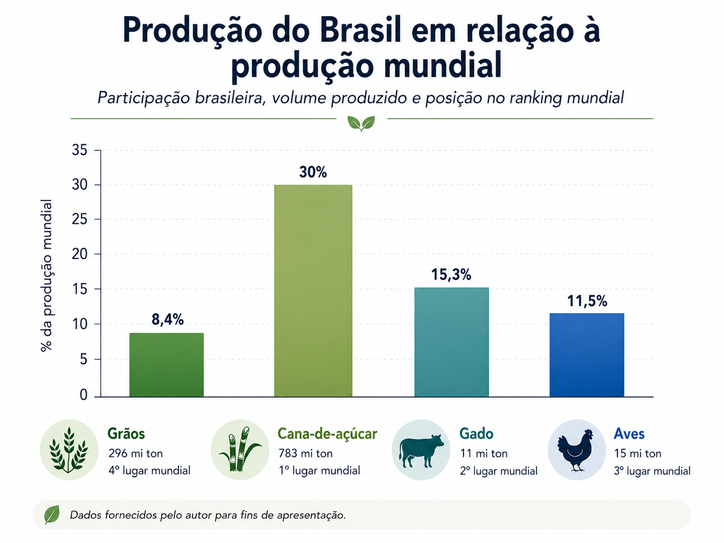 Produção do Brasil em relação à
produção mundial
Participação brasileira, volume produzido e posição no ranking mundial
% da produção mundial
35
30
25
20
15
10
5
0
8,4%
30%
15,3%
11,5%
Grãos
296 mi ton
4º lugar mundial
Cana-de-açúcar
783 mi ton
1º lugar mundial
Gado
11 mi ton
2º lugar mundial
Aves
15 mi ton
3º lugar mundial
Dados fornecidos pelo autor para fins de apresentação.